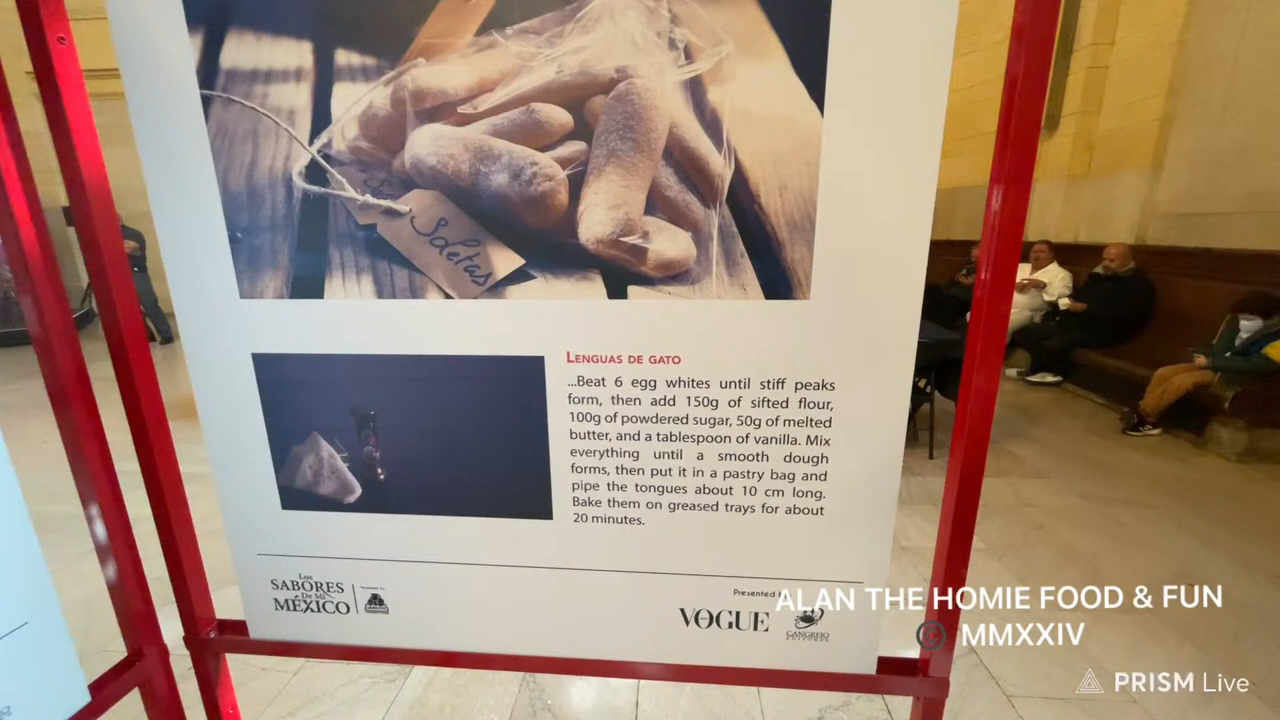 Soletas
LENGUAS DE GATO
...Beat 6 egg whites until stiff peaks
form, then add 150g of sifted flour,
100g of powdered sugar, 50g of melted
butter, and a tablespoon of vanilla. Mix
everything until a smooth dough
forms, then put it in a pastry bag and
pipe the tongues about 10 cm long.
Bake them on greased trays for about
20 minutes.
LOS
SABORES
DE MI
MÉXICO
Presented
VOGUE
CANGREJO
EDITORES
ALAN THE HOMIE FOOD & FUN
© MMXXIV
PRISM Live